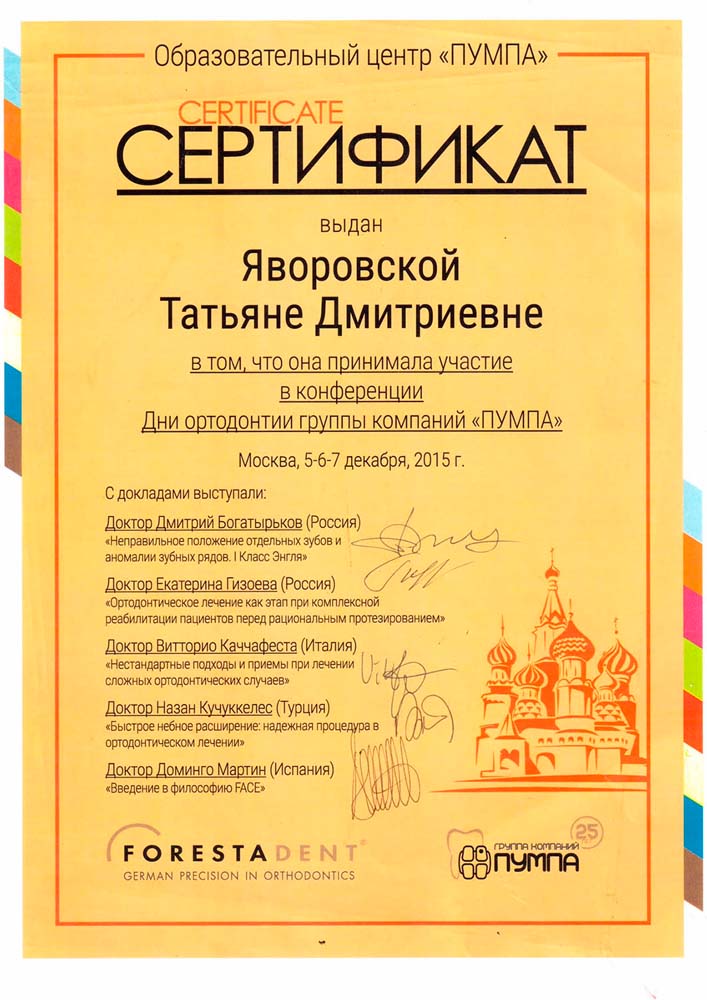 Образовательный центр «ПУМПА»
CERTIFICATE
СЕРТИФИКАТ
выдан
Яворовской
Татьяне Дмитриевне
в том, что она принимала участие
в конференции
Дни ортодонтии группы компаний «ПУМПА»
Москва, 5-6-7 декабря, 2015 г.
С докладами выступали:
Доктор Дмитрий Богатырьков (Россия)
«Неправильное положение отдельных зубов и
аномалии зубных рядов. I Класс Энгля»
Доктор Екатерина Гизоева (Россия)
«Ортодонтическое лечение как этап при комплексной
реабилитации пациентов перед рациональным протезированием»
Доктор Витторио Каччафеста (Италия)
«Нестандартные подходы и приемы при лечении
сложных ортодонтических случаев»
Доктор Назан Кучуккелес (Турция)
«Быстрое небное расширение: надежная процедура в
ортодонтическом лечении»
Доктор Доминго Мартин (Испания)
«Введение в философию FACE»
FORESTADENT®
GERMAN PRECISION IN ORTHODONTICS
25
ГРУППА КОМПАНИЙ
ПУМПА